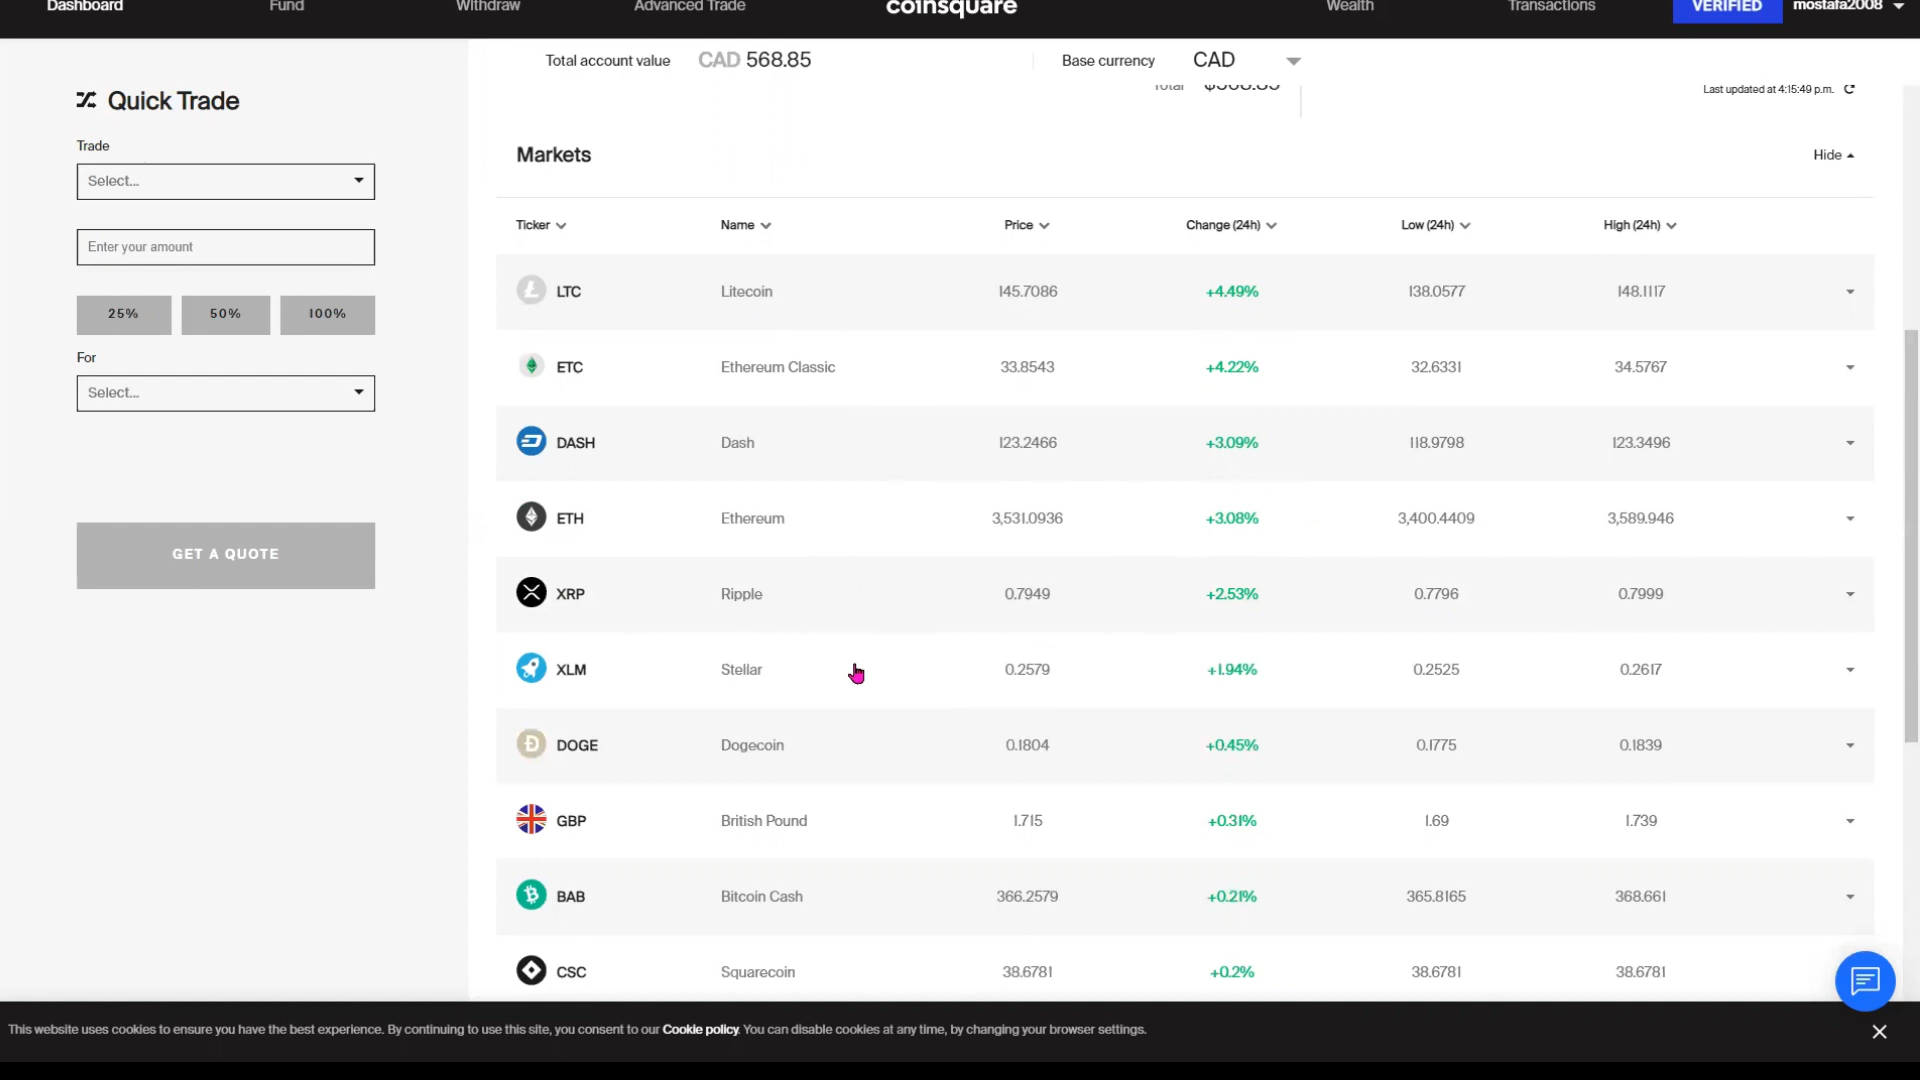 Dashboard Fund Withdraw Advanced Trade coinsquare Wealth Transactions VERIFIED mostafa2008
Total account value CAD 568.85 Base currency CAD
Total $568.85 Last updated at 4:15:49 p.m.
Quick Trade
Trade
Select...
Enter your amount
25% 50% 100%
For
Select...
GET A QUOTE
Markets Hide
Ticker Name Price Change (24h) Low (24h) High (24h)
LTC Litecoin 145.7086 +4.49% 138.0577 148.1117
ETC Ethereum Classic 33.8543 +4.22% 32.6331 34.5767
DASH Dash 123.2466 +3.09% 118.9798 123.3496
ETH Ethereum 3,531.0936 +3.08% 3,400.4409 3,589.946
XRP Ripple 0.7949 +2.53% 0.7796 0.7999
XLM Stellar 0.2579 +1.94% 0.2525 0.2617
DOGE Dogecoin 0.1804 +0.45% 0.1775 0.1839
GBP British Pound 1.715 +0.31% 1.69 1.739
BAB Bitcoin Cash 366.2579 +0.21% 365.8165 368.661
CSC Squarecoin 38.6781 +0.2% 38.6781 38.6781
This website uses cookies to ensure you have the best experience. By continuing to use this site, you consent to our Cookie policy. You can disable cookies at any time, by changing your browser settings.